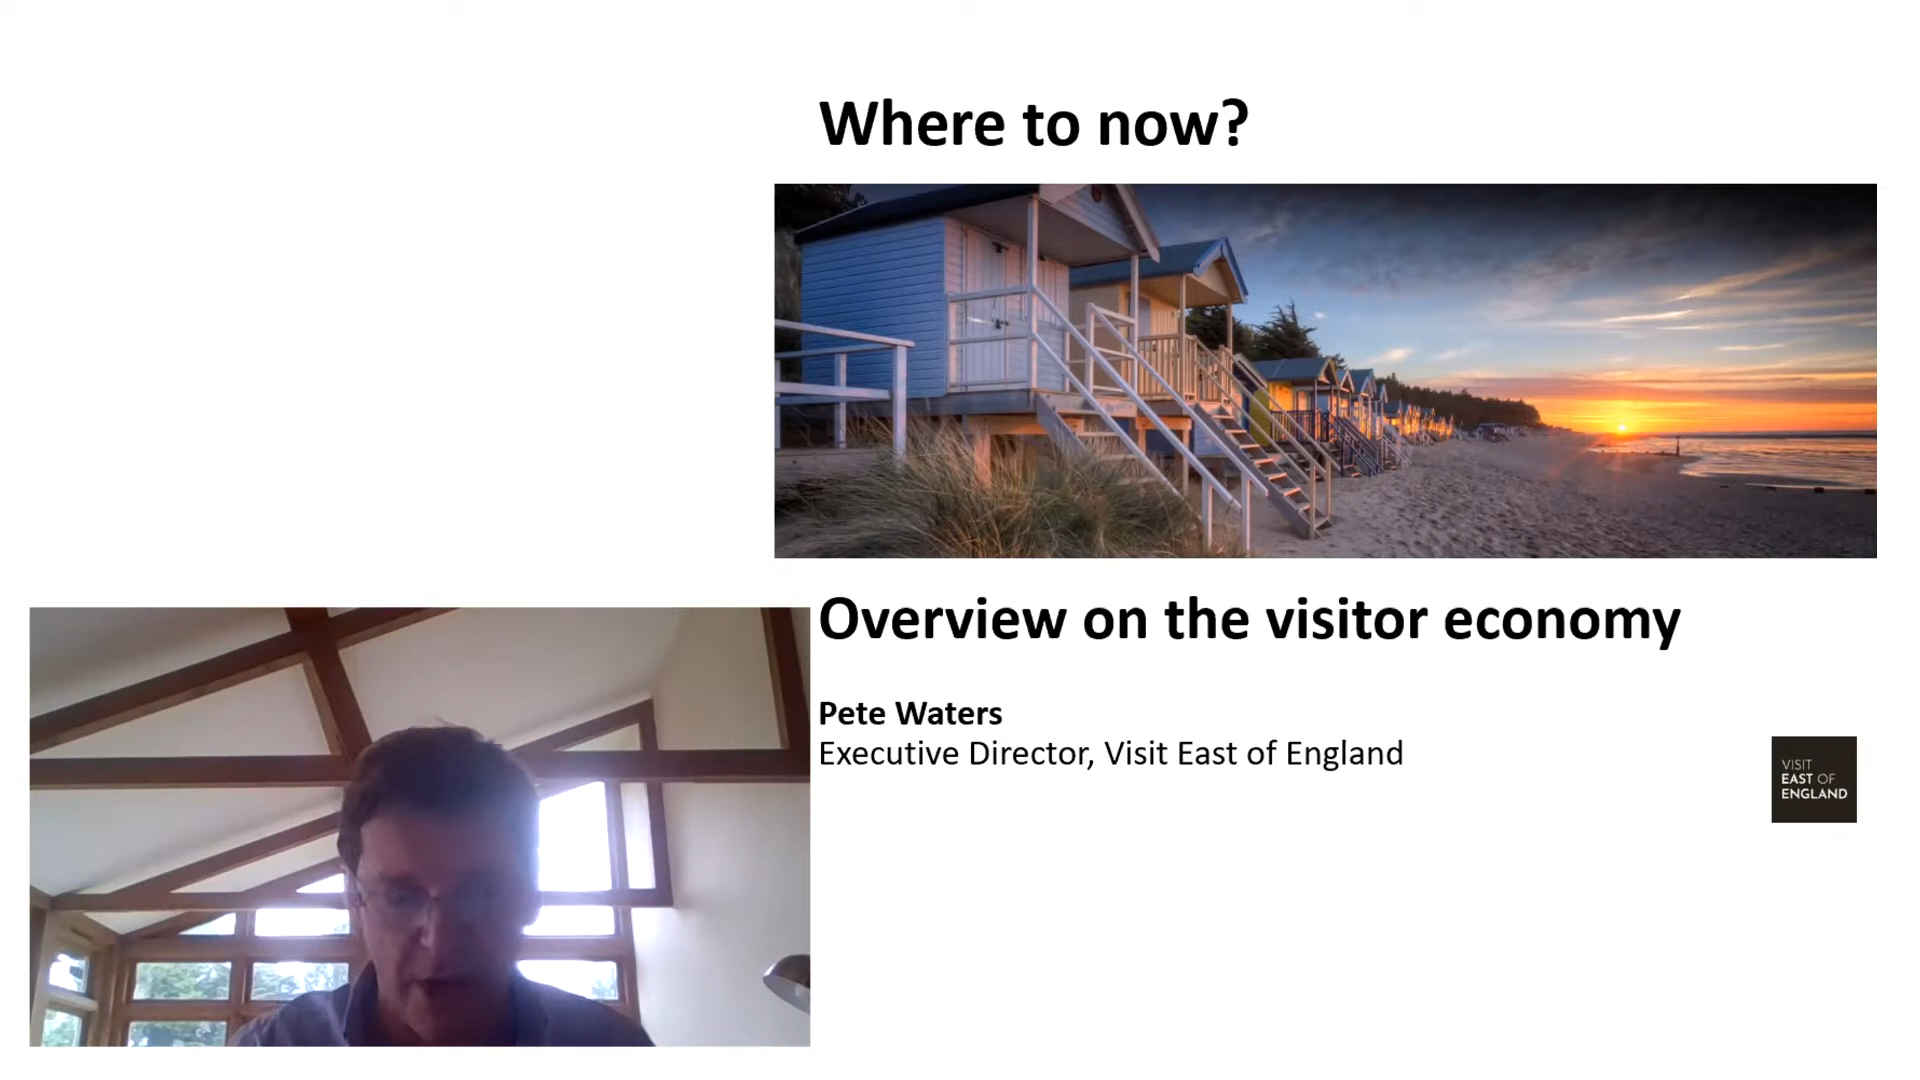 Where to now?
Overview on the visitor economy
Pete Waters
Executive Director, Visit East of England
VISIT
EAST OF
ENGLAND